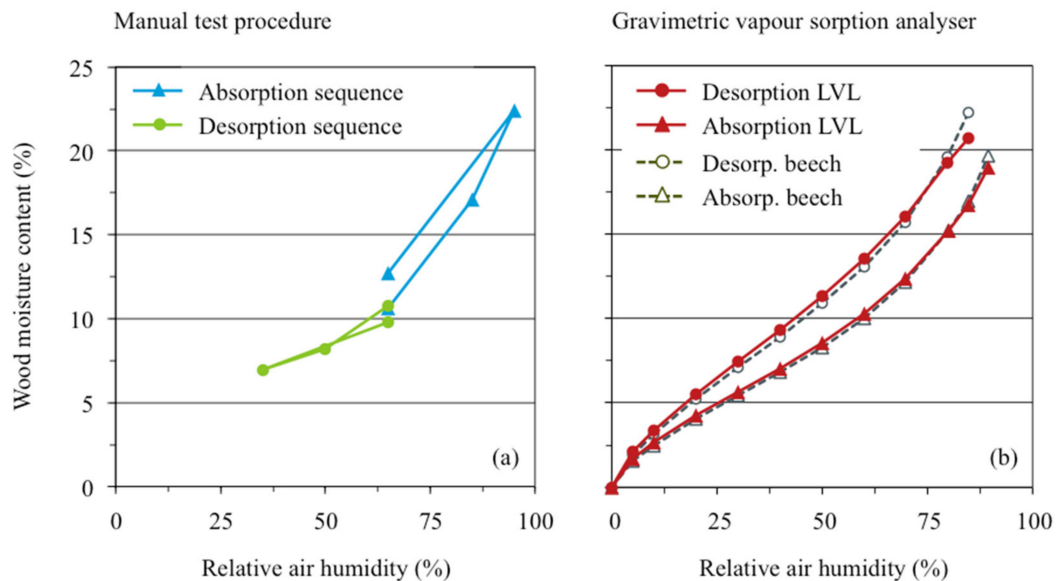 Manual test procedure
Gravimetric vapour sorption analyser
Wood moisture content (%)
25
20
15
10
5
0
Absorption sequence
Desorption sequence
(a)
0
25
50
75
100
Relative air humidity (%)
Desorption LVL
Absorption LVL
Desorp. beech
Absorp. beech
(b)
0
25
50
75
100
Relative air humidity (%)